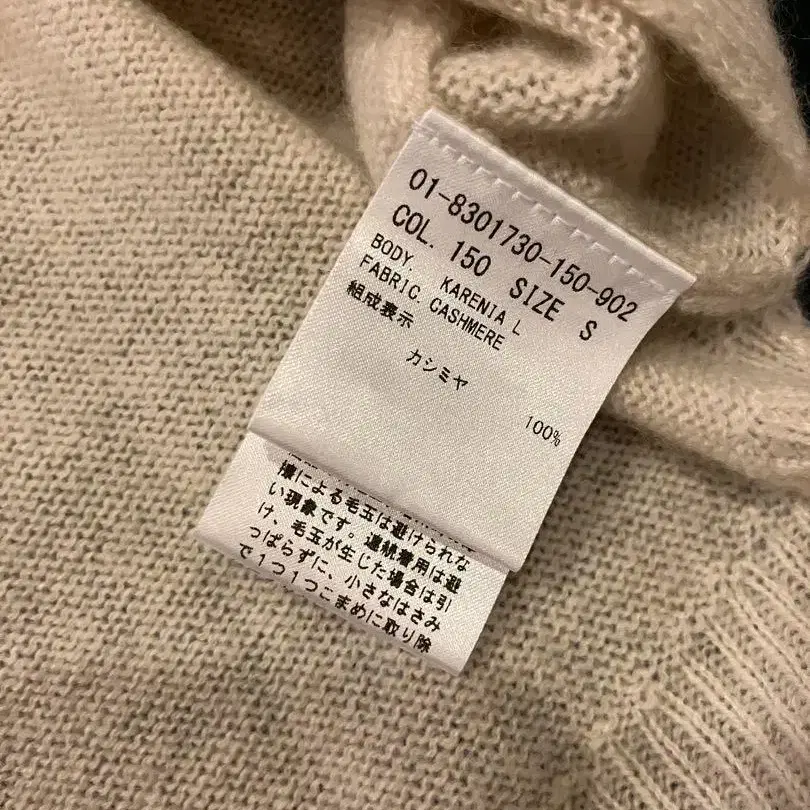 01-8301730-150-902
COL. 150 SIZE S
BODY. KARENIA L
FABRIC. CASHMERE
組成表示
カシミヤ
100%
擦による毛玉は避けられな
い現象です。連続着用は避
け、毛玉が生じた場合は引
っぱらずに、小さなはさみ
で1つ1つこまめに取り除